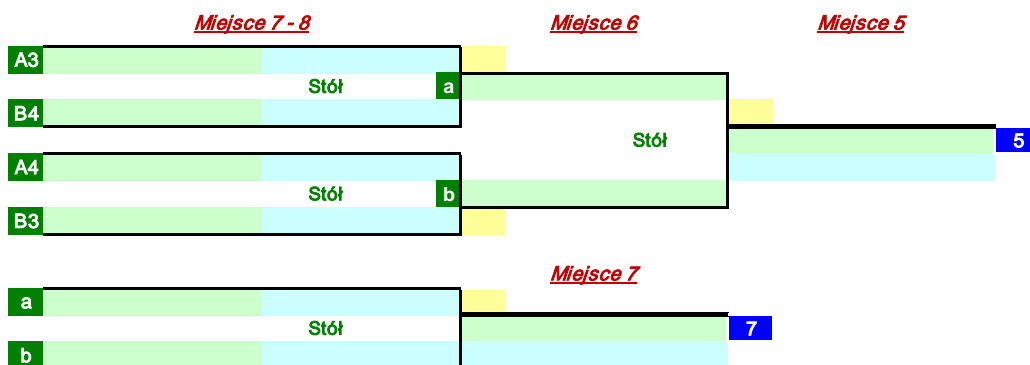 Miejsce 7 - 8 Miejsce 6 Miejsce 5
A3
Stół a
B4
Stół 5
A4
Stół b
B3
Miejsce 7
a
Stół 7
b